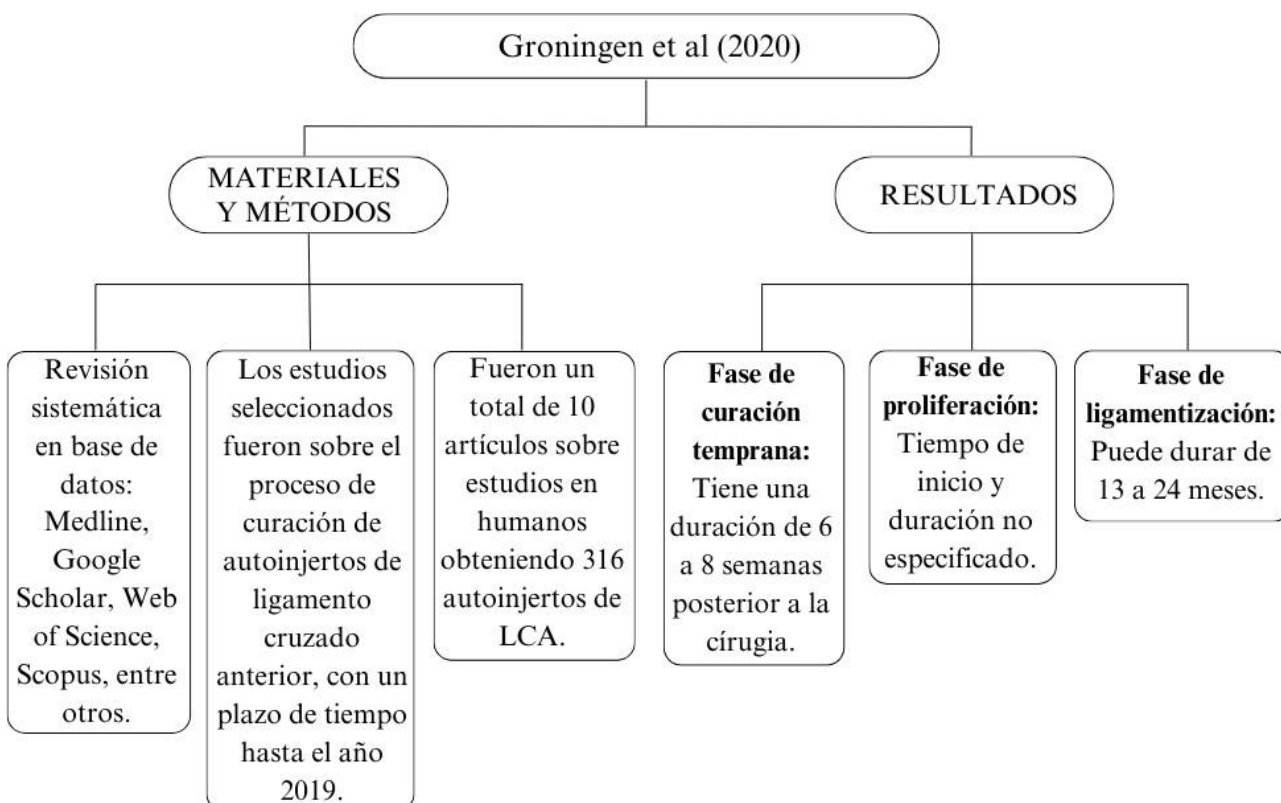 Groningen et al (2020)
MATERIALES
Y MÉTODOS
RESULTADOS
Revisión
sistemática
en base de
datos:
Medline,
Google
Scholar, Web
of Science,
Scopus, entre
otros.
Los estudios
seleccionados
fueron sobre el
proceso de
curación de
autoinjertos de
ligamento
cruzado
anterior, con un
plazo de tiempo
hasta el año
2019.
Fueron un
total de 10
artículos sobre
estudios en
humanos
obteniendo 316
autoinjertos de
LCA.
Fase de
curación
temprana:
Tiene una
duración de 6
a 8 semanas
posterior a la
círugia.
Fase de
proliferación:
Tiempo de
inicio y
duración no
especificado.
Fase de
ligamentización:
Puede durar de
13 a 24 meses.